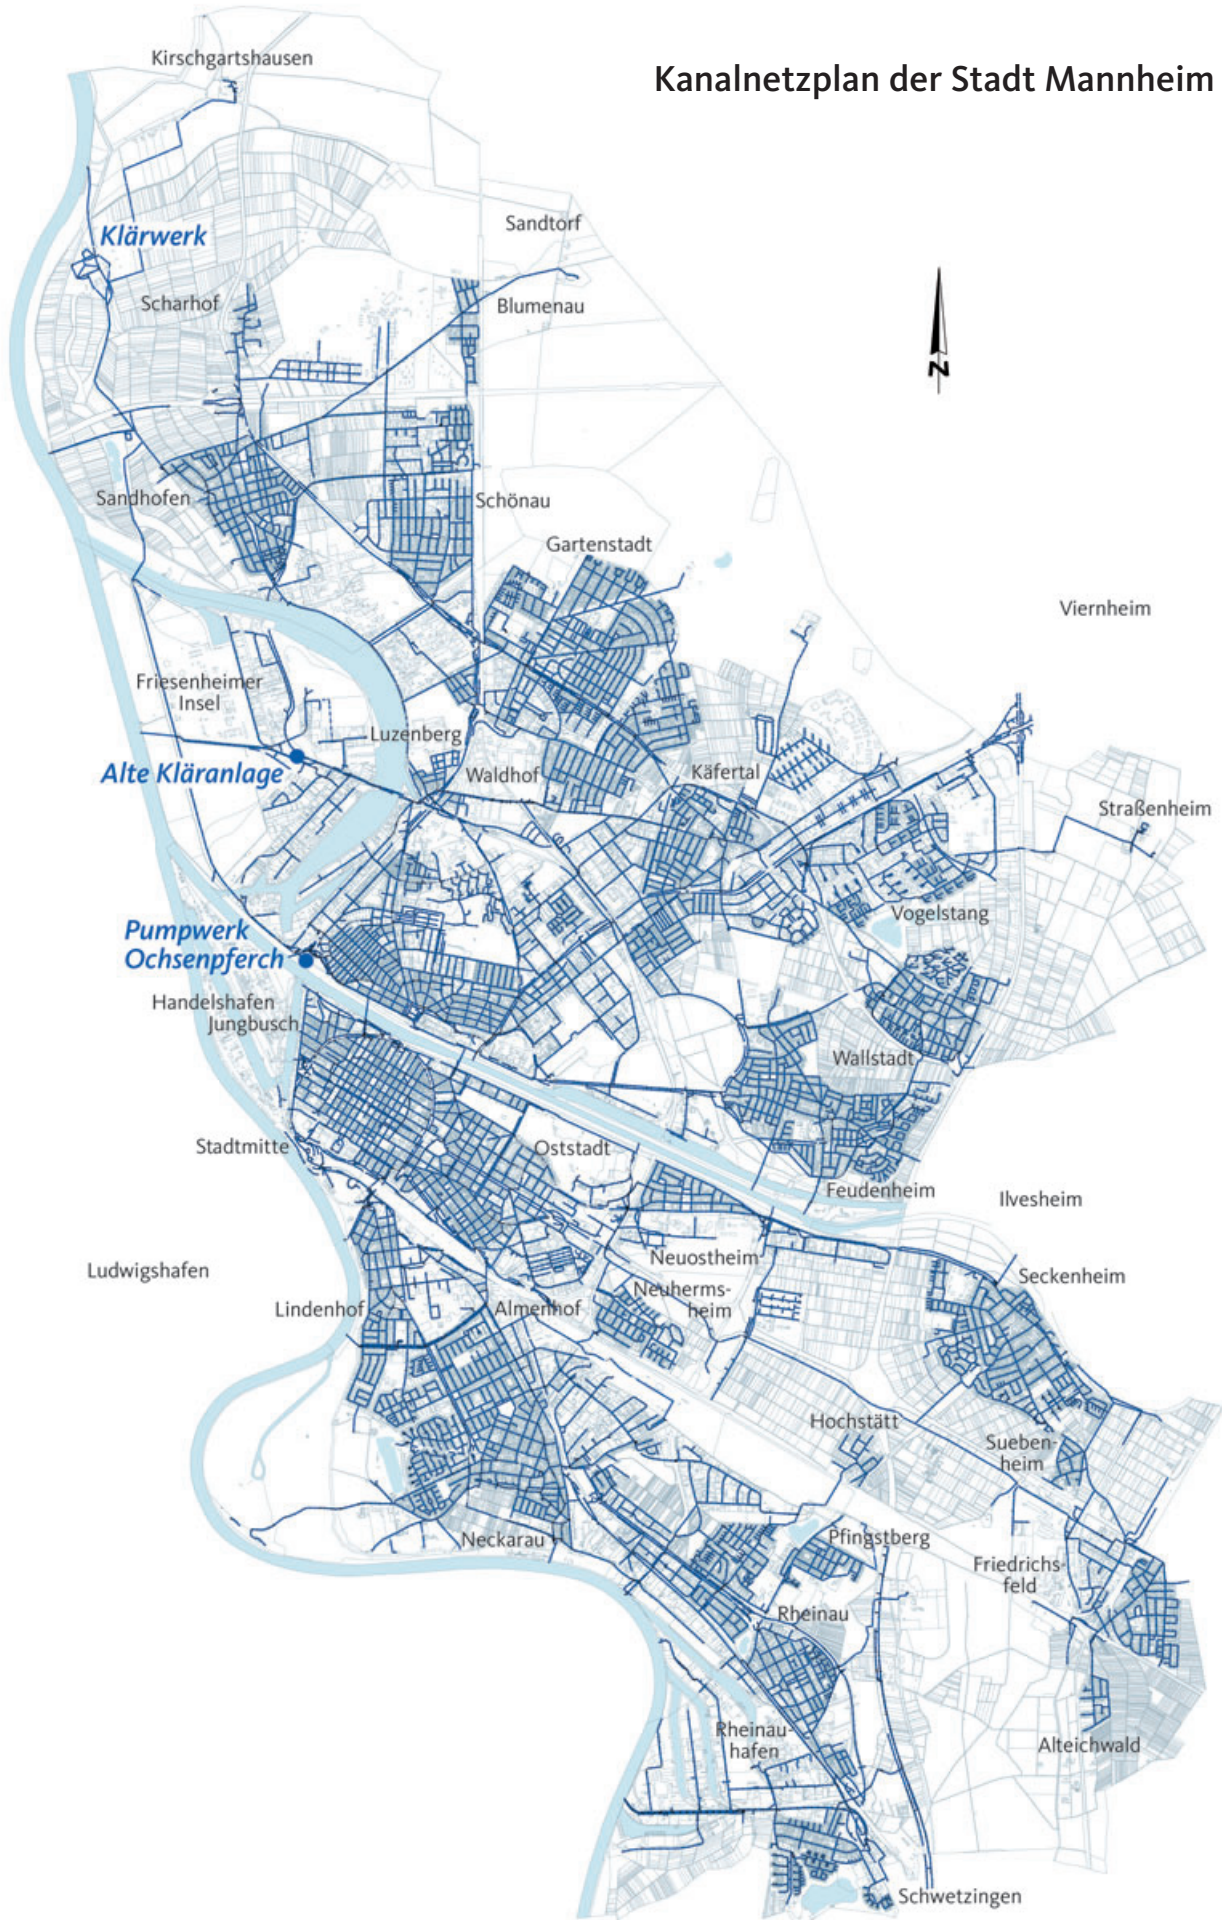 Kirschgartshausen
Kanalnetzplan der Stadt Mannheim
Sandtorf
Klärwerk
Scharhof
Blumenau
N
Sandhofen
Schönau
Gartenstadt
Viernheim
Friesenheimer
Insel
Luzenberg
Alte Kläranlage
Waldhof
Käfertal
Straßenheim
Vogelstang
Pumpwerk
Ochsenpferch
Handelshafen
Jungbusch
Wallstadt
Stadtmitte
Oststadt
Feudenheim
Ilvesheim
Ludwigshafen
Neuostheim
Seckenheim
Lindenhof
Almenhof
Neuherms-
heim
Hochstätt
Sueben-
heim
Neckarau
Pfingstberg
Friedrichs-
feld
Rheinau
Rheinau-
hafen
Alteichwald
Schwetzingen